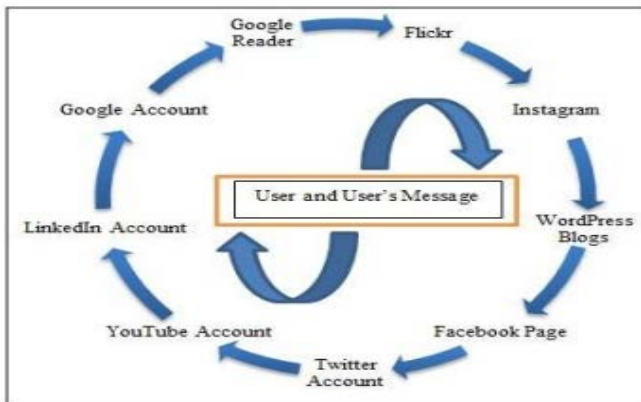 Google
Reader
Flickr
Instagram
WordPress
Blogs
Facebook Page
Twitter
Account
YouTube Account
LinkedIn Account
Google Account
User and User's Message